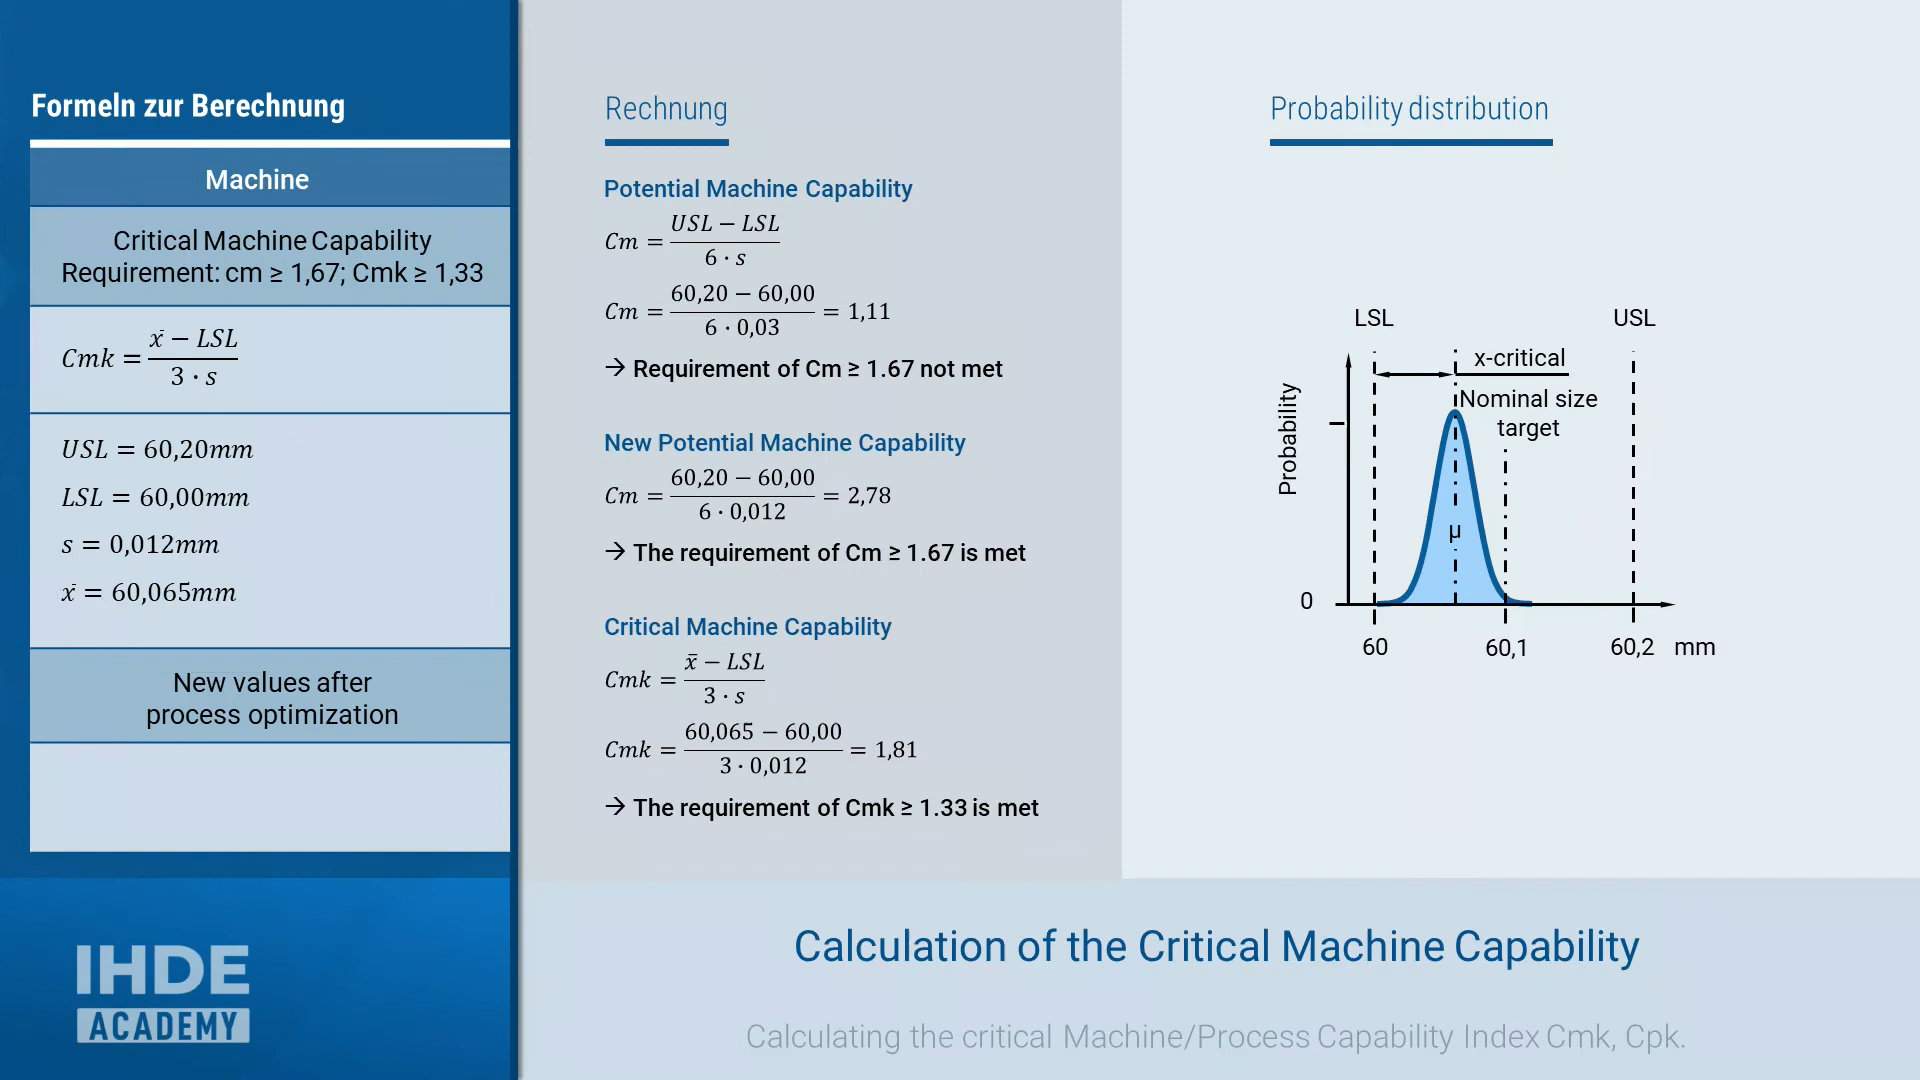 Formeln zur Berechnung
Machine
Critical Machine Capability
Requirement: cm ≥ 1,67; Cmk ≥ 1,33
Cmk = (x̄ − LSL) / (3 · s)
USL = 60,20mm
LSL = 60,00mm
s = 0,012mm
x̄ = 60,065mm
New values after
process optimization
IHDE
ACADEMY
Rechnung
Potential Machine Capability
Cm = (USL − LSL) / (6 · s)
Cm = (60,20 − 60,00) / (6 · 0,03) = 1,11
→ Requirement of Cm ≥ 1.67 not met
New Potential Machine Capability
Cm = (60,20 − 60,00) / (6 · 0,012) = 2,78
→ The requirement of Cm ≥ 1.67 is met
Critical Machine Capability
Cmk = (x̄ − LSL) / (3 · s)
Cmk = (60,065 − 60,00) / (3 · 0,012) = 1,81
→ The requirement of Cmk ≥ 1.33 is met
Probability distribution
LSL
USL
x-critical
Nominal size
target
Probability
μ
0
60
60,1
60,2 mm
Calculation of the Critical Machine Capability
Calculating the critical Machine/Process Capability Index Cmk, Cpk.